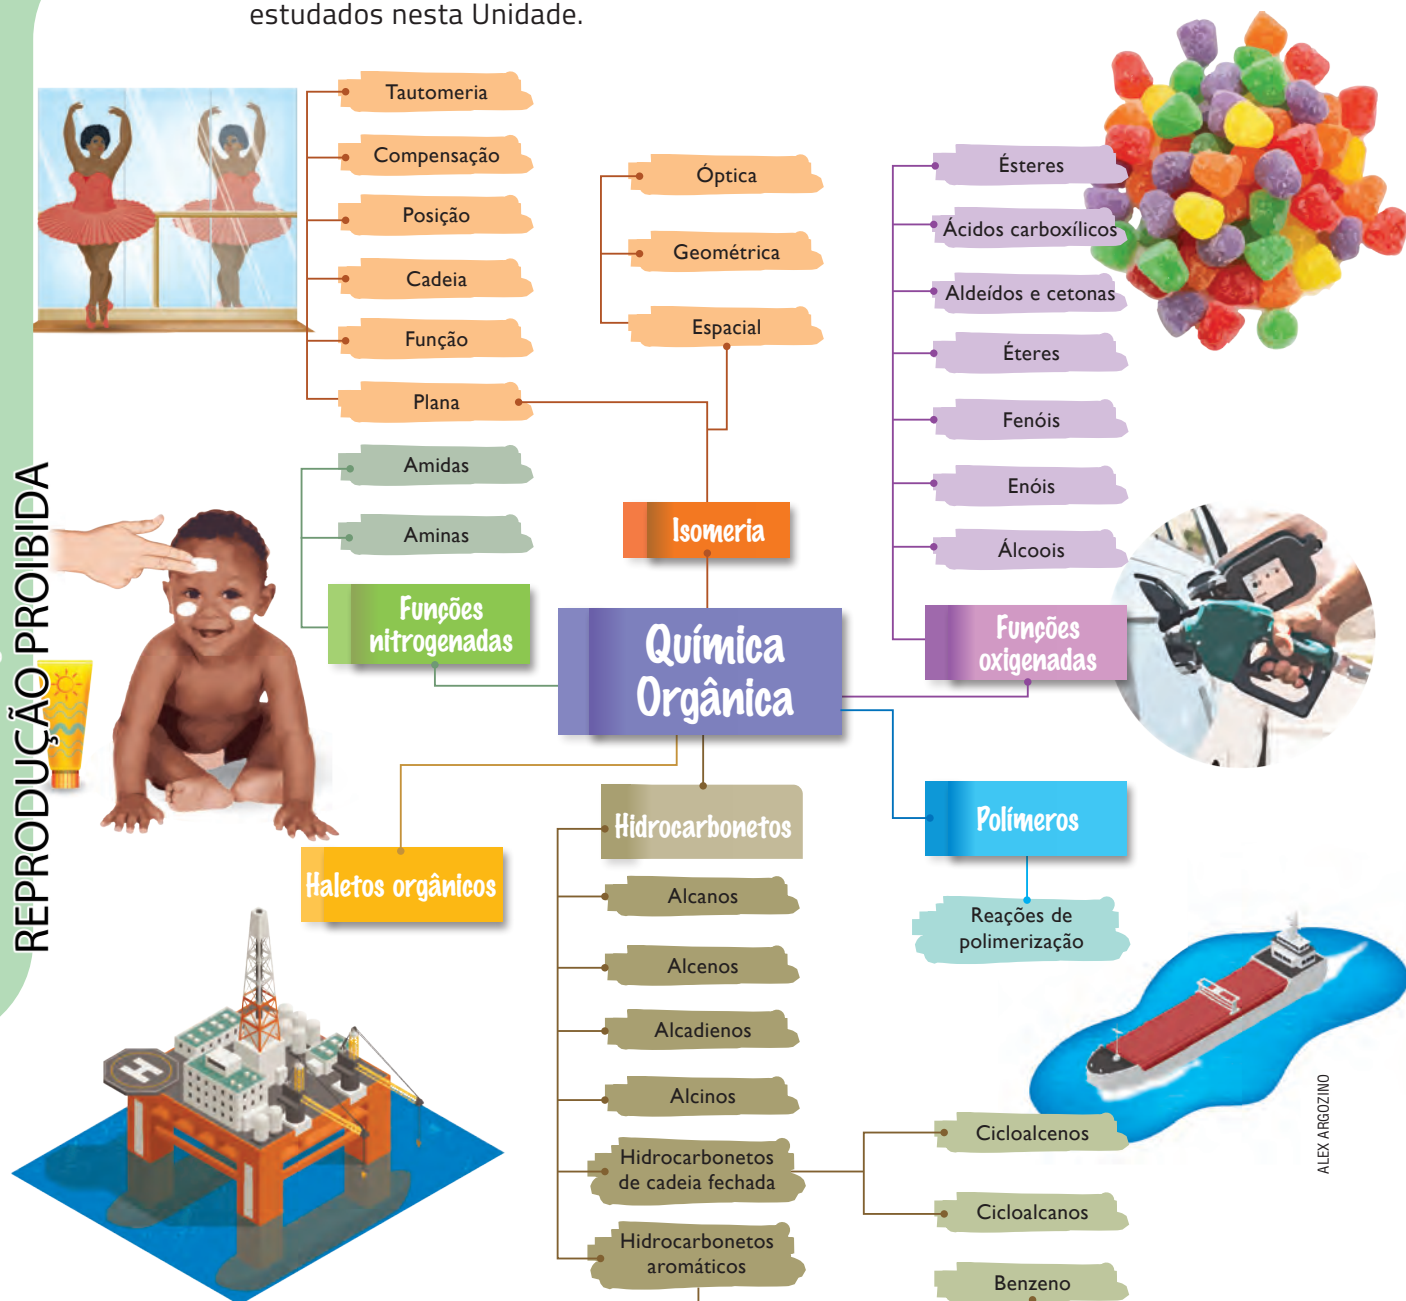 estudados nesta Unidade.
Tautomeria
Compensação
Posição
Cadeia
Função
Plana
Óptica
Geométrica
Espacial
Ésteres
Ácidos carboxílicos
Aldeídos e cetonas
Éteres
Fenóis
Enóis
Álcoois
Amidas
Aminas
Isomeria
Funções
nitrogenadas
Química
Orgânica
Funções
oxigenadas
REPRODUÇÃO PROIBIDA
Haletos orgânicos
Hidrocarbonetos
Polímeros
Reações de
polimerização
Alcanos
Alcenos
Alcadienos
Alcinos
Hidrocarbonetos
de cadeia fechada
Hidrocarbonetos
aromáticos
Cicloalcenos
Cicloalcanos
Benzeno
H
ALEX ARGOZINO